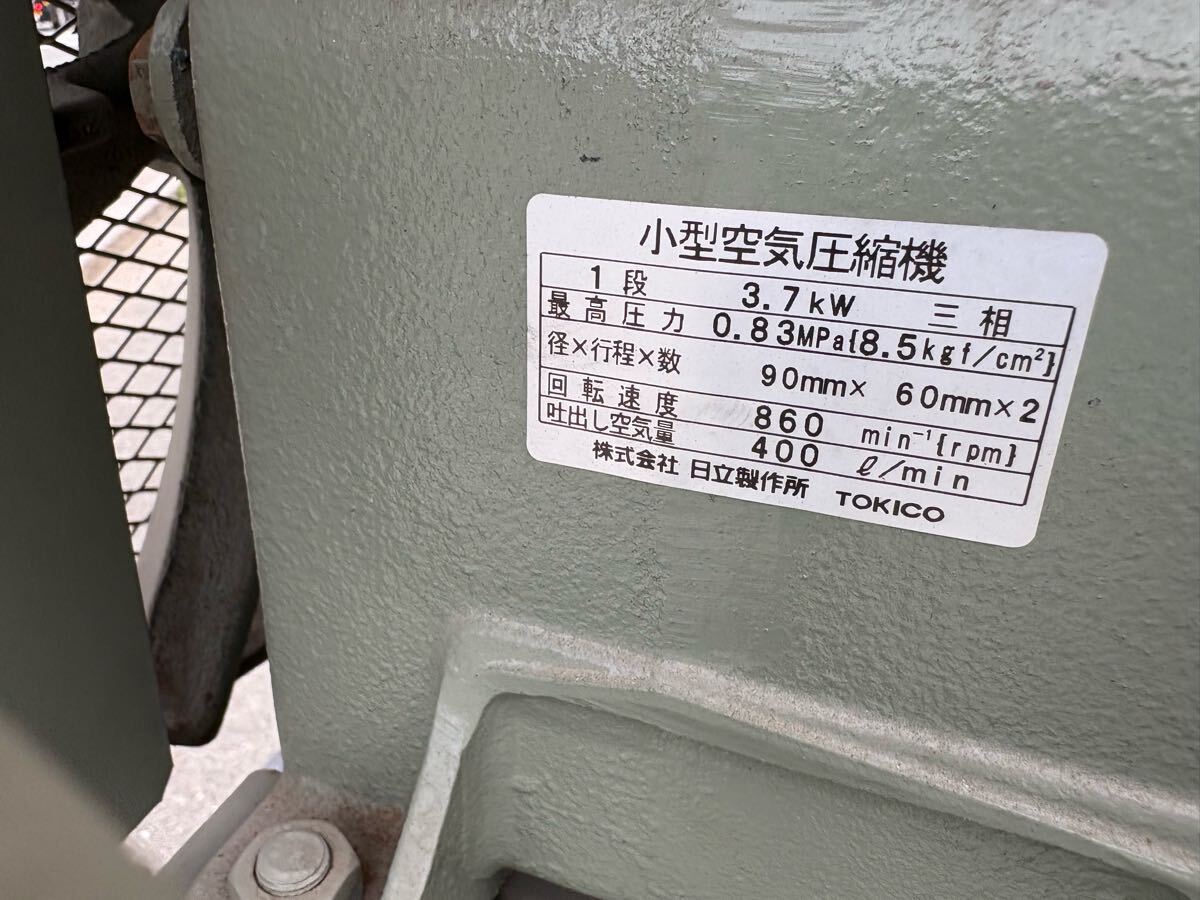 小型空気圧縮機
1段 3.7kW 三相
最高圧力 0.83MPa{8.5kgf/cm²}
径×行程×数 90mm× 60mm×2
回転速度 860 min⁻¹{rpm}
吐出し空気量 400 ℓ/min
株式会社 日立製作所 TOKICO